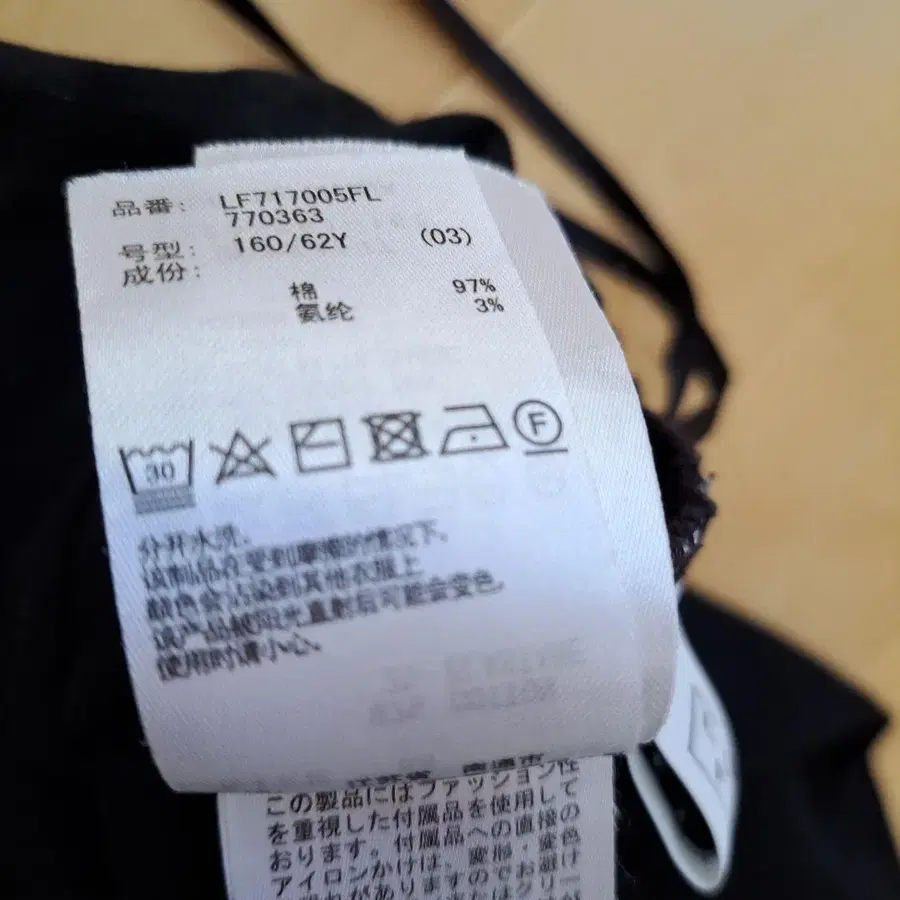 品番: LF717005FL
770363
号型: 160/62Y (03)
成份:
棉 97%
氨纶 3%
30 F
分开水洗.
该制品在受到摩擦的情况下,
颜色会沾染到其他衣服上
该产品被阳光直射后可能会变色.
使用时请小心.
この製品にはファッション性
を重視した付属品を使用して
おります。付属品への直接の
アイロンかけは、変形・変色